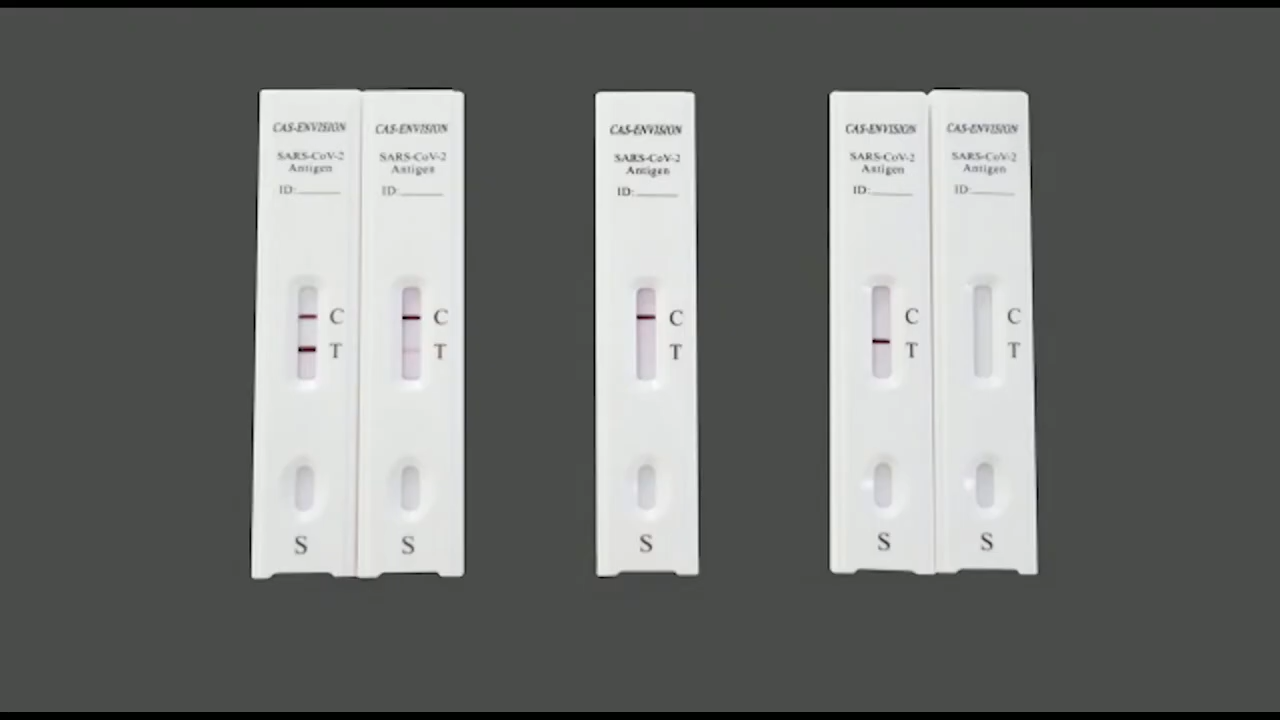 CAS-ENVISION
SARS-CoV-2
Antigen
ID:
C
T
S
CAS-ENVISION
SARS-CoV-2
Antigen
ID:
C
T
S
CAS-ENVISION
SARS-CoV-2
Antigen
ID:
C
T
S
CAS-ENVISION
SARS-CoV-2
Antigen
ID:
C
T
S
CAS-ENVISION
SARS-CoV-2
Antigen
ID:
C
T
S